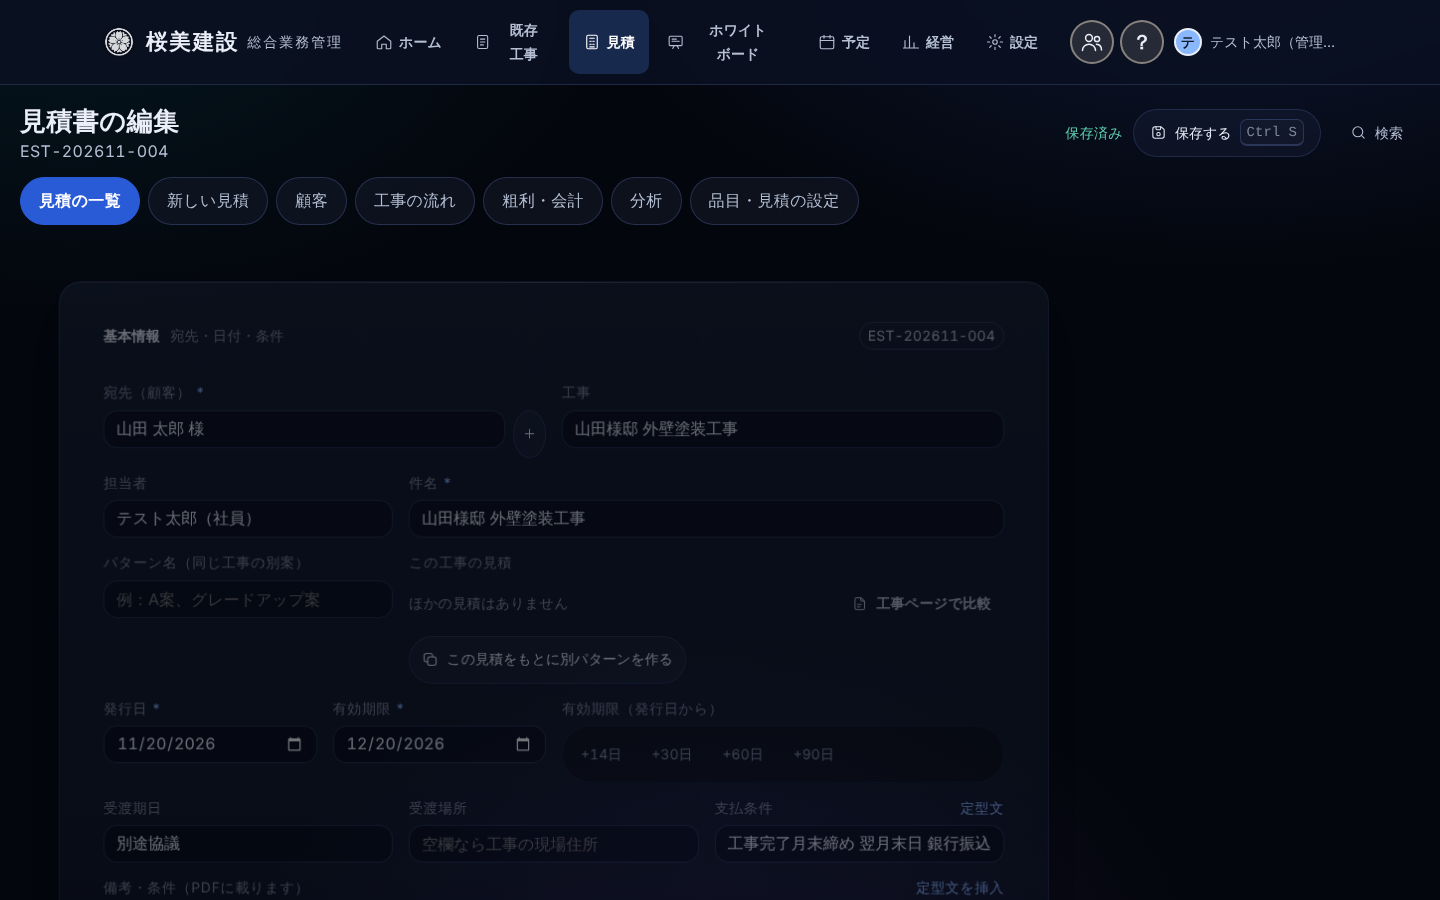 桜美建設 総合業務管理 ホーム 既存工事 見積 ホワイトボード 予定 経営 設定 ? テ テスト太郎（管理...
見積書の編集
EST-202611-004
保存済み 保存する Ctrl S 検索
見積の一覧 新しい見積 顧客 工事の流れ 粗利・会計 分析 品目・見積の設定
基本情報 宛先・日付・条件 EST-202611-004
宛先（顧客） * 工事
山田 太郎 様 + 山田様邸 外壁塗装工事
担当者 件名 *
テスト太郎（社員） 山田様邸 外壁塗装工事
パターン名（同じ工事の別案） この工事の見積
例：A案、グレードアップ案 ほかの見積はありません 工事ページで比較
この見積をもとに別パターンを作る
発行日 * 有効期限 * 有効期限（発行日から）
11/20/2026 12/20/2026 +14日 +30日 +60日 +90日
受渡期日 受渡場所 支払条件 定型文
別途協議 空欄なら工事の現場住所 工事完了月末締め 翌月末日 銀行振込
備考・条件（PDFに載ります） 定型文を挿入